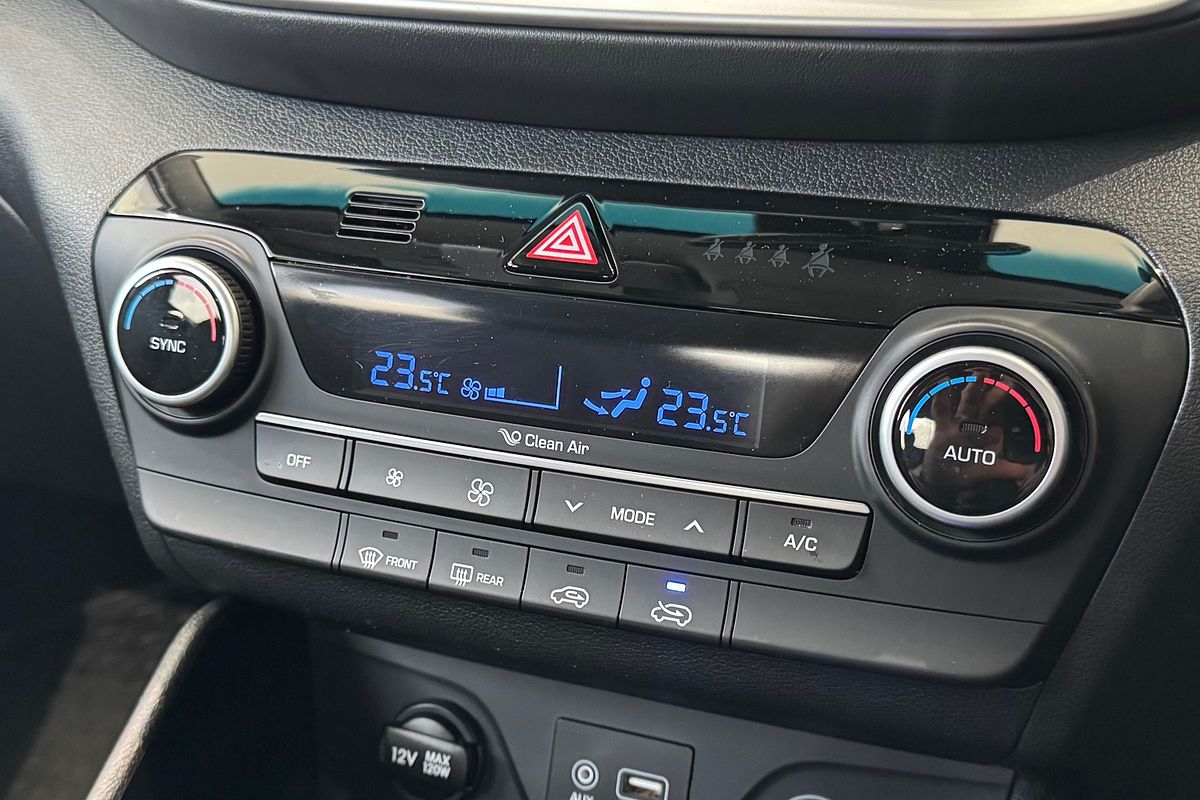 SYNC
23.5°C
23.5°C
AUTO
Clean Air
OFF
MODE
A/C
FRONT
REAR
12V MAX
120W
AUX